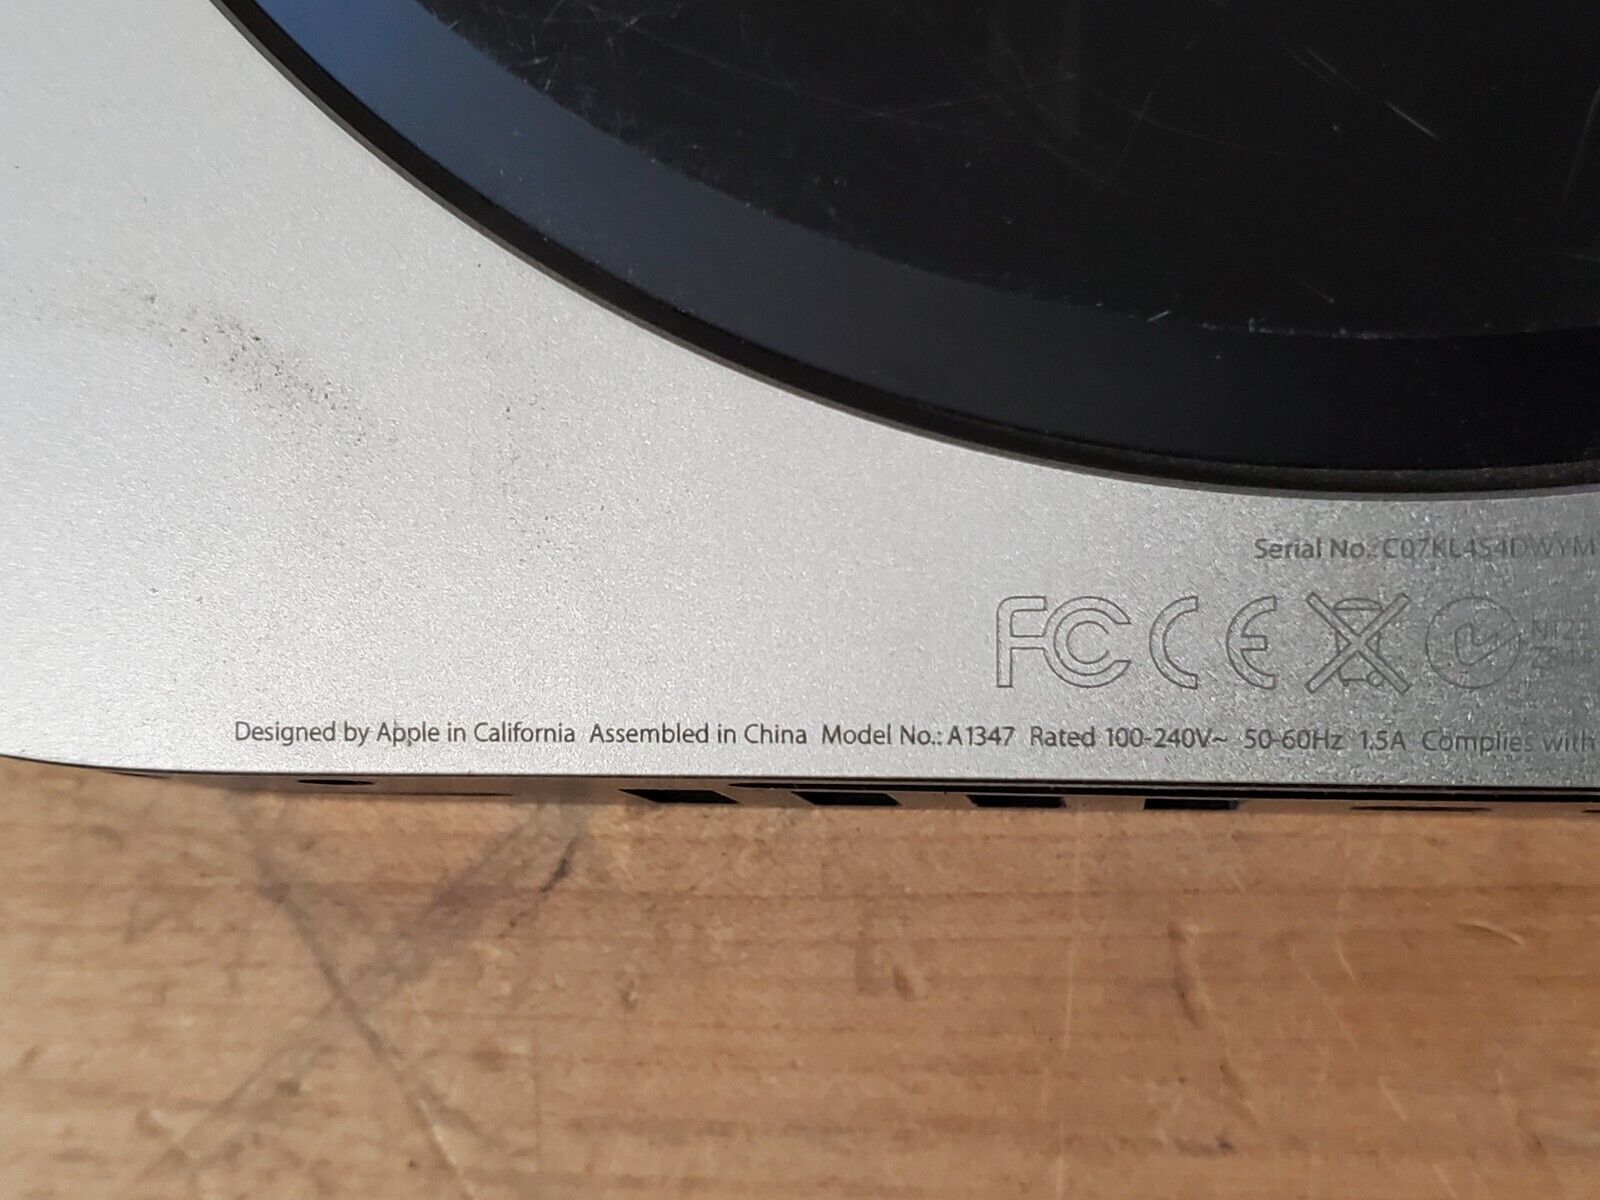 Serial No.: C07KL4S4DWYM
FC CE N122
Designed by Apple in California Assembled in China Model No.: A1347 Rated 100-240V~ 50-60Hz 1.5A Complies with